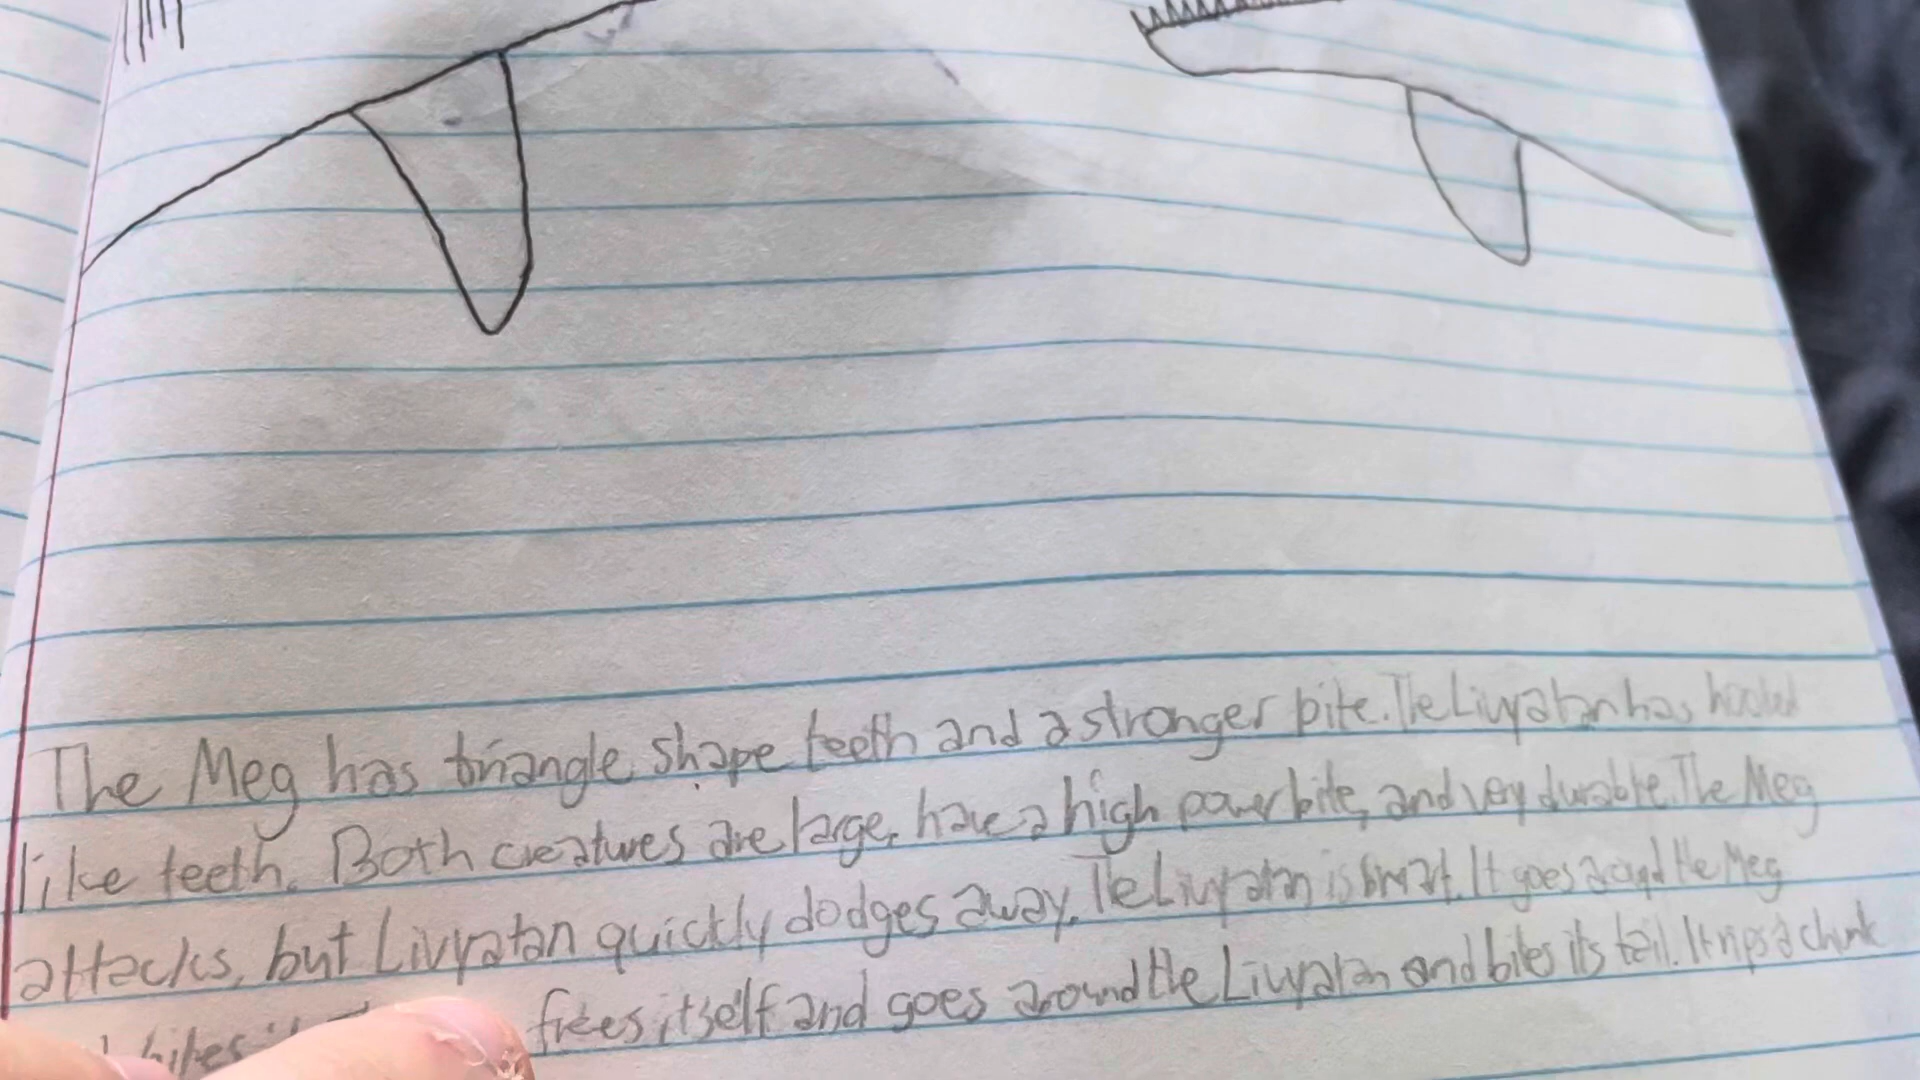 The Meg has triangle shape teeth and a stronger bite. The Livyatan has hooked
like teeth. Both creatures are large, have a high power bite, and very durable. The Meg
attacks, but Livyatan quickly dodges away. The Livyatan is smart. It goes around the Meg
bites frees itself and goes around the Livyatan and bites its tail. It rips a chunk